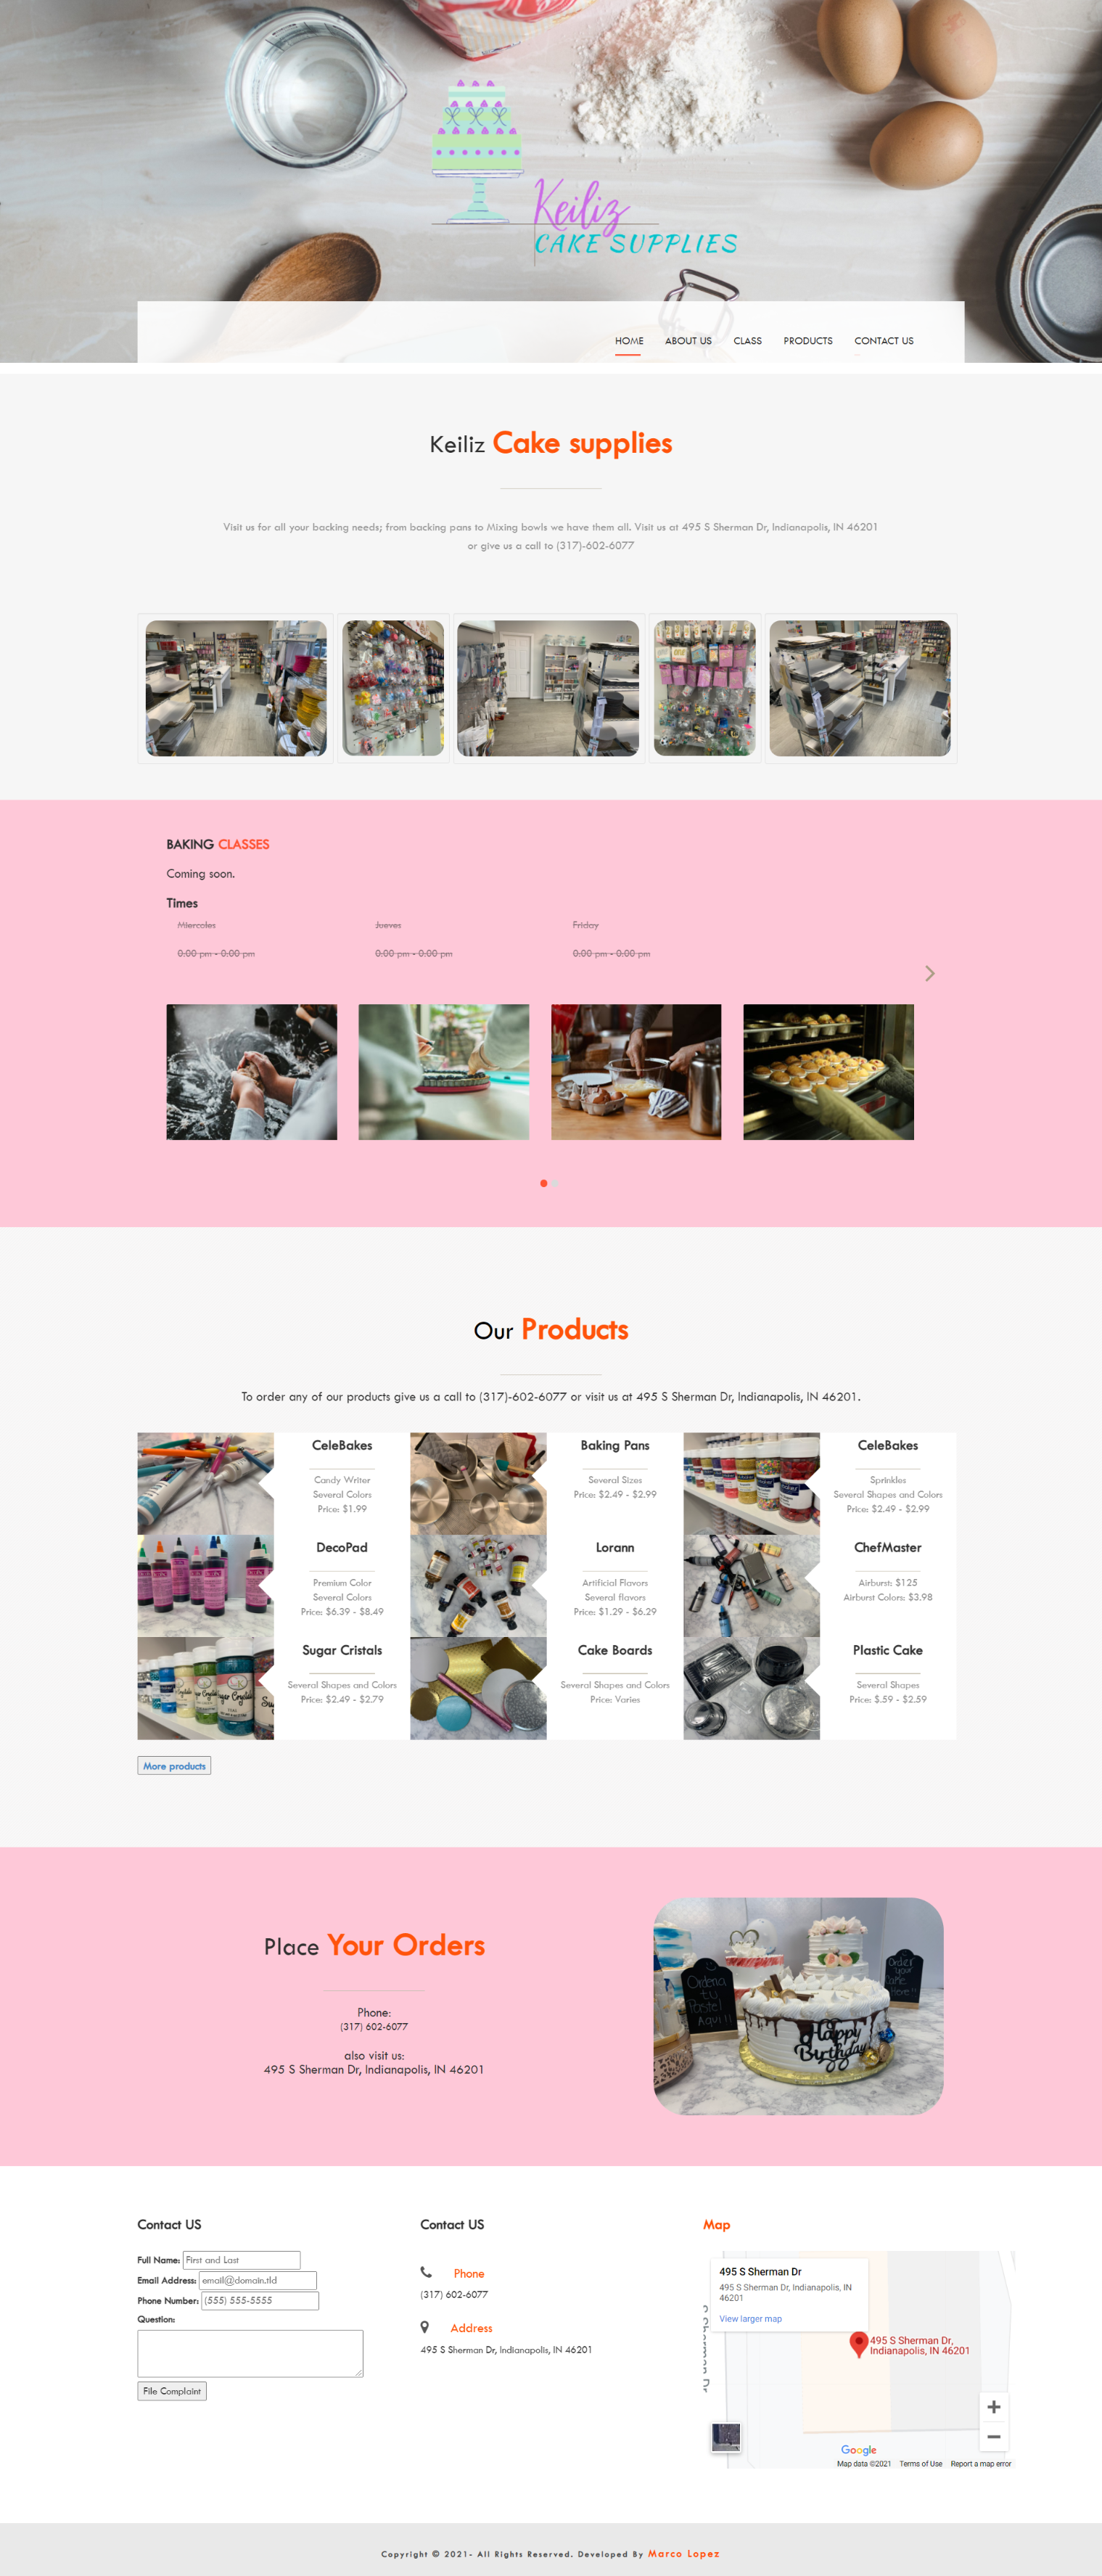 Keiliz
CAKE SUPPLIES
HOME ABOUT US CLASS PRODUCTS CONTACT US
Keiliz Cake supplies
Visit us for all your backing needs; from backing pans to Mixing bowls we have them all. Visit us at 495 S Sherman Dr, Indianapolis, IN 46201
or give us a call to (317)-602-6077
BAKING CLASSES
Coming soon.
Times
Miercoles Jueves Friday
0:00 pm - 0:00 pm 0:00 pm - 0:00 pm 0:00 pm - 0:00 pm
Our Products
To order any of our products give us a call to (317)-602-6077 or visit us at 495 S Sherman Dr, Indianapolis, IN 46201.
CeleBakes
Candy Writer
Several Colors
Price: $1.99
Baking Pans
Several Sizes
Price: $2.49 - $2.99
CeleBakes
Sprinkles
Several Shapes and Colors
Price: $2.49 - $2.99
DecoPad
Premium Color
Several Colors
Price: $6.39 - $8.49
Lorann
Artificial Flavors
Several flavors
Price: $1.29 - $6.29
ChefMaster
Airburst: $125
Airburst Colors: $3.98
Sugar Cristals
Several Shapes and Colors
Price: $2.49 - $2.79
Cake Boards
Several Shapes and Colors
Price: Varies
Plastic Cake
Several Shapes
Price: $.59 - $2.59
More products
Place Your Orders
Phone:
(317) 602-6077
also visit us:
495 S Sherman Dr, Indianapolis, IN 46201
Ordena
tu
Pastel
Aqui!!
Order
your
Cake
Here!!
Happy
Birthday
Contact US
Full Name: First and Last
Email Address: email@domain.tld
Phone Number: (555) 555-5555
Question:
File Complaint
Contact US
Phone
(317) 602-6077
Address
495 S Sherman Dr, Indianapolis, IN 46201
Map
495 S Sherman Dr
495 S Sherman Dr, Indianapolis, IN
46201
View larger map
495 S Sherman Dr,
Indianapolis, IN 46201
Google
Map data ©2021 Terms of Use Report a map error
Copyright © 2021- All Rights Reserved. Developed By Marco Lopez